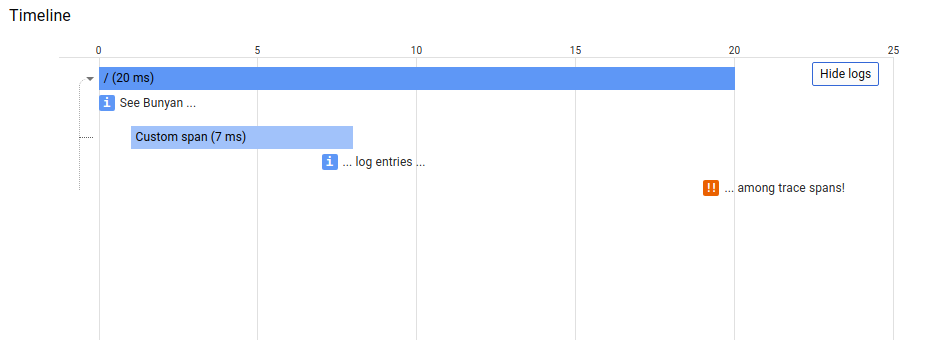 Timeline
0 5 10 15 20 25
/ (20 ms)
Hide logs
i See Bunyan ...
Custom span (7 ms)
i ... log entries ...
!! ... among trace spans!